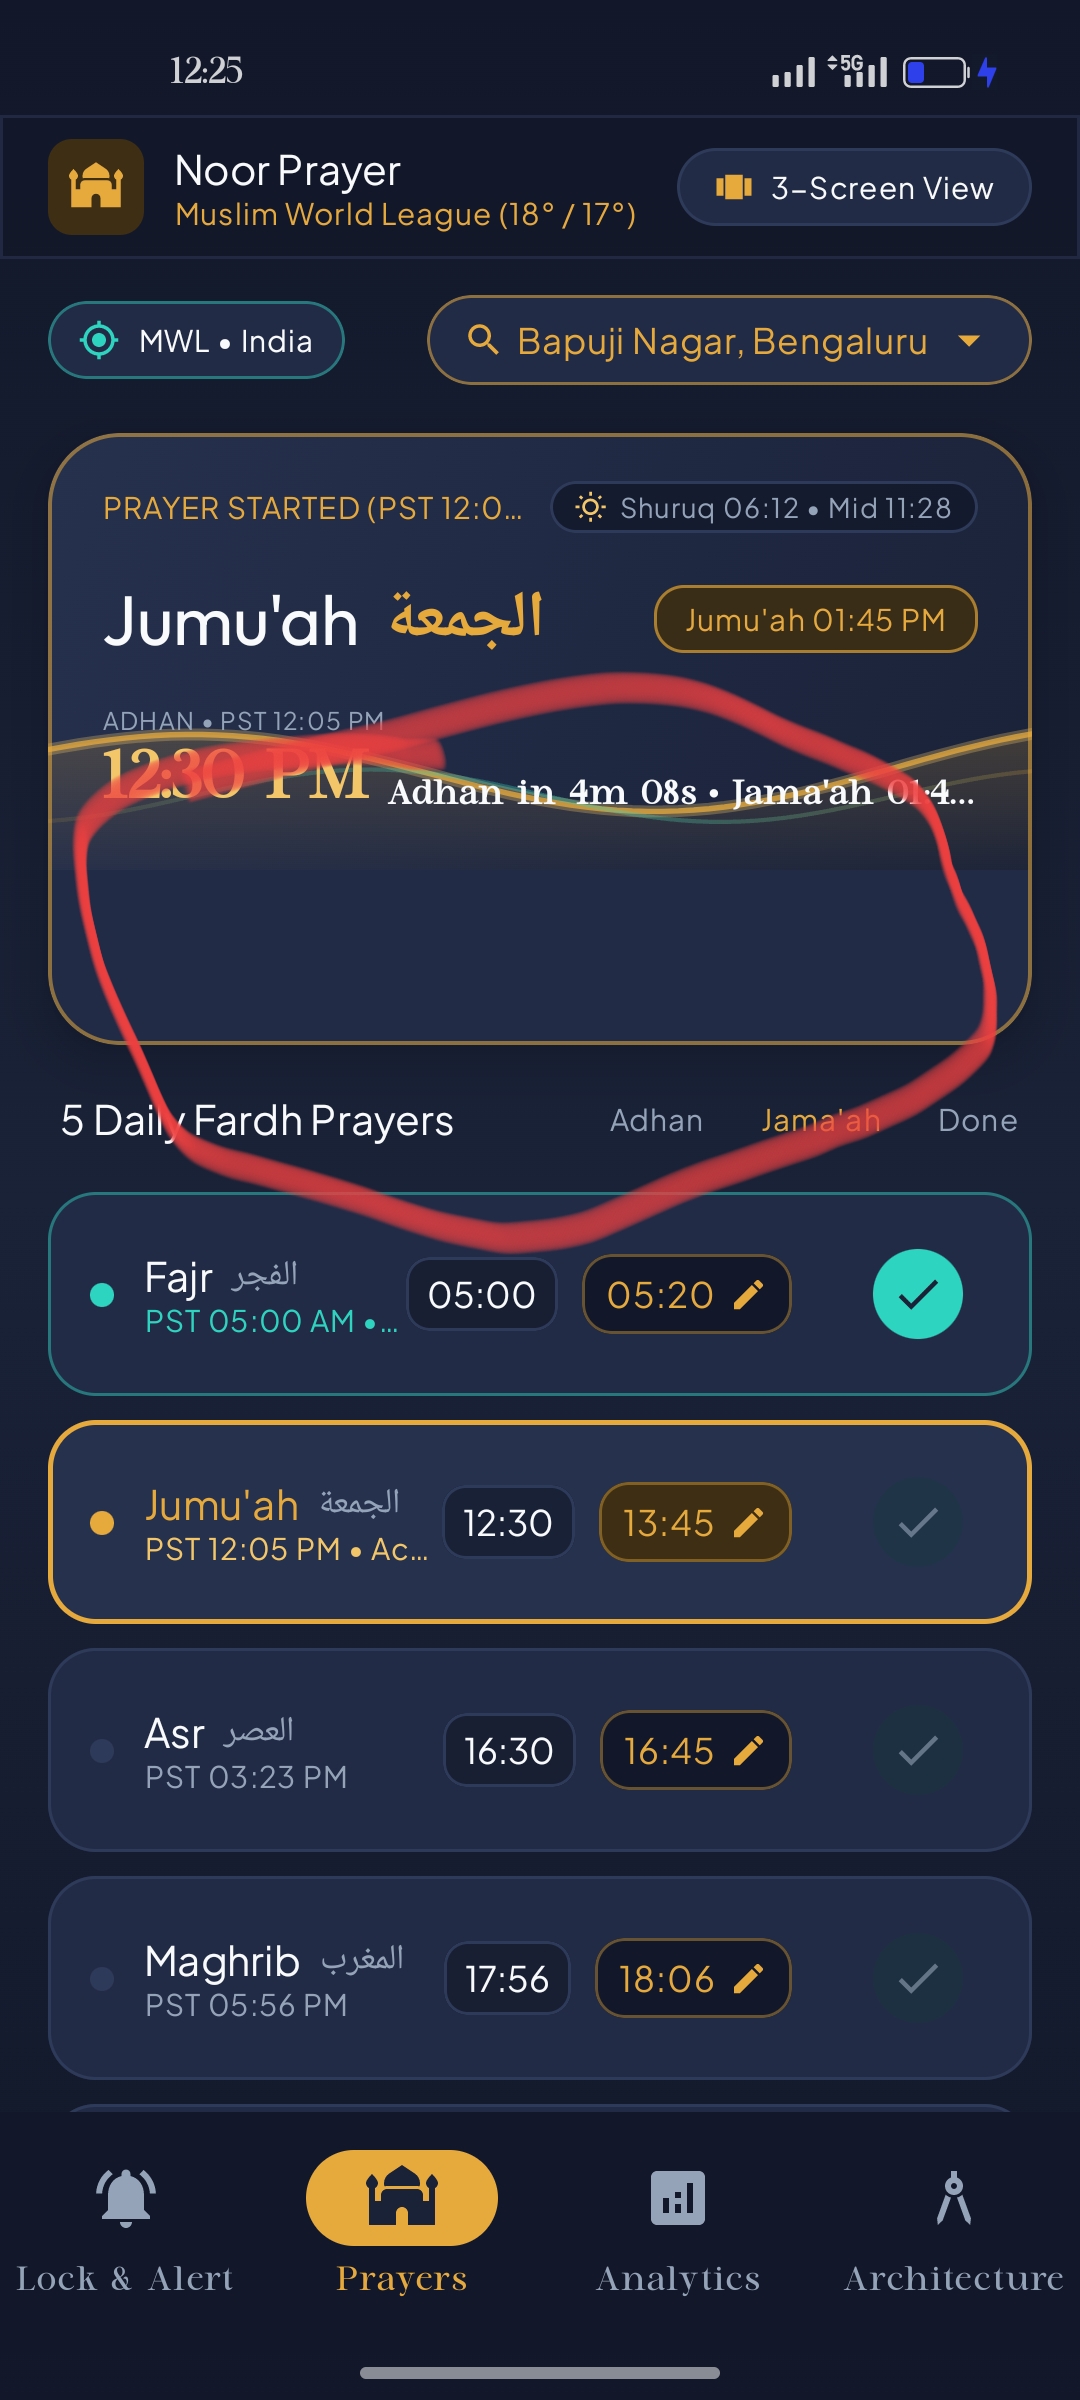 12:25
5G
Noor Prayer
Muslim World League (18° / 17°)
3-Screen View
MWL • India
Bapuji Nagar, Bengaluru
PRAYER STARTED (PST 12:0...
Shuruq 06:12 • Mid 11:28
Jumu'ah الجمعة
Jumu'ah 01:45 PM
ADHAN • PST 12:05 PM
12:30 PM
Adhan in 4m 08s • Jama'ah 01:4...
5 Daily Fardh Prayers
Adhan Jama'ah Done
Fajr الفجر
PST 05:00 AM •...
05:00
05:20
Jumu'ah الجمعة
PST 12:05 PM • Ac...
12:30
13:45
Asr العصر
PST 03:23 PM
16:30
16:45
Maghrib المغرب
PST 05:56 PM
17:56
18:06
Lock & Alert
Prayers
Analytics
Architecture